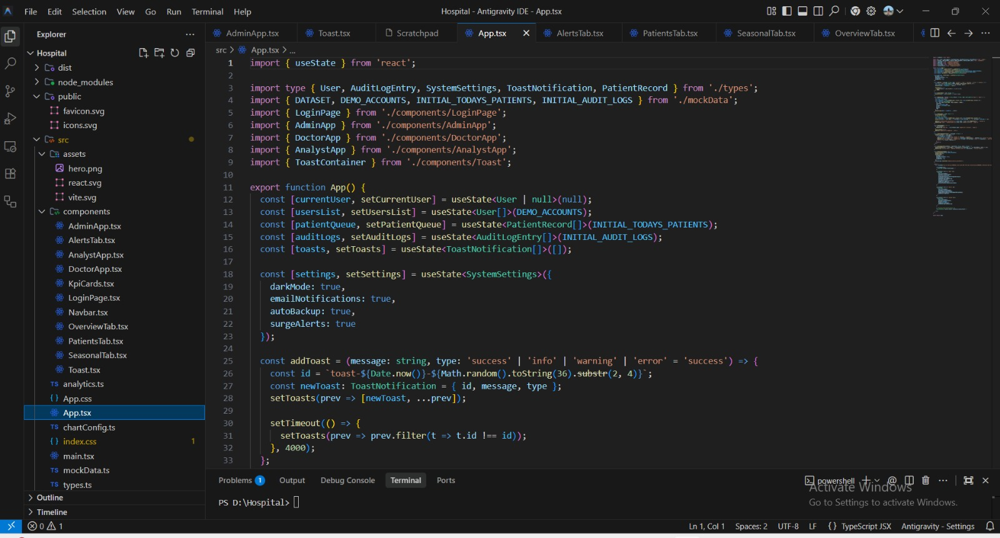 File Edit Selection View Go Run Terminal Help
Hospital - Antigravity IDE - App.tsx
Explorer
Hospital
dist
node_modules
public
favicon.svg
icons.svg
src
assets
hero.png
react.svg
vite.svg
components
AdminApp.tsx
AlertsTab.tsx
AnalystApp.tsx
DoctorApp.tsx
KpiCards.tsx
LoginPage.tsx
Navbar.tsx
OverviewTab.tsx
PatientsTab.tsx
SeasonalTab.tsx
Toast.tsx
TS analytics.ts
{} App.css
App.tsx
TS chartConfig.ts
{} index.css 1
main.tsx
TS mockData.ts
TS types.ts
Outline
Timeline
AdminApp.tsx Toast.tsx Scratchpad App.tsx AlertsTab.tsx PatientsTab.tsx SeasonalTab.tsx OverviewTab.tsx
src > App.tsx > ...
1 import { useState } from 'react';
2
3 import type { User, AuditLogEntry, SystemSettings, ToastNotification, PatientRecord } from './types';
4 import { DATASET, DEMO_ACCOUNTS, INITIAL_TODAYS_PATIENTS, INITIAL_AUDIT_LOGS } from './mockData';
5 import { LoginPage } from './components/LoginPage';
6 import { AdminApp } from './components/AdminApp';
7 import { DoctorApp } from './components/DoctorApp';
8 import { AnalystApp } from './components/AnalystApp';
9 import { ToastContainer } from './components/Toast';
10
11 export function App() {
12 const [currentUser, setCurrentUser] = useState<User | null>(null);
13 const [usersList, setUsersList] = useState<User[]>(DEMO_ACCOUNTS);
14 const [patientQueue, setPatientQueue] = useState<PatientRecord[]>(INITIAL_TODAYS_PATIENTS);
15 const [auditLogs, setAuditLogs] = useState<AuditLogEntry[]>(INITIAL_AUDIT_LOGS);
16 const [toasts, setToasts] = useState<ToastNotification[]>([]);
17
18 const [settings, setSettings] = useState<SystemSettings>({
19 darkMode: true,
20 emailNotifications: true,
21 autoBackup: true,
22 surgeAlerts: true
23 });
24
25 const addToast = (message: string, type: 'success' | 'info' | 'warning' | 'error' = 'success') => {
26 const id = `toast-${Date.now()}-${Math.random().toString(36).substr(2, 4)}`;
27 const newToast: ToastNotification = { id, message, type };
28 setToasts(prev => [newToast, ...prev]);
29
30 setTimeout(() => {
31 setToasts(prev => prev.filter(t => t.id !== id));
32 }, 4000);
33 };
Problems 1 Output Debug Console Terminal Ports
powershell
PS D:\Hospital>
Activate Windows
Go to Settings to activate Windows.
0 1
Ln 1, Col 1 Spaces: 2 UTF-8 LF {} TypeScript JSX Antigravity - Settings